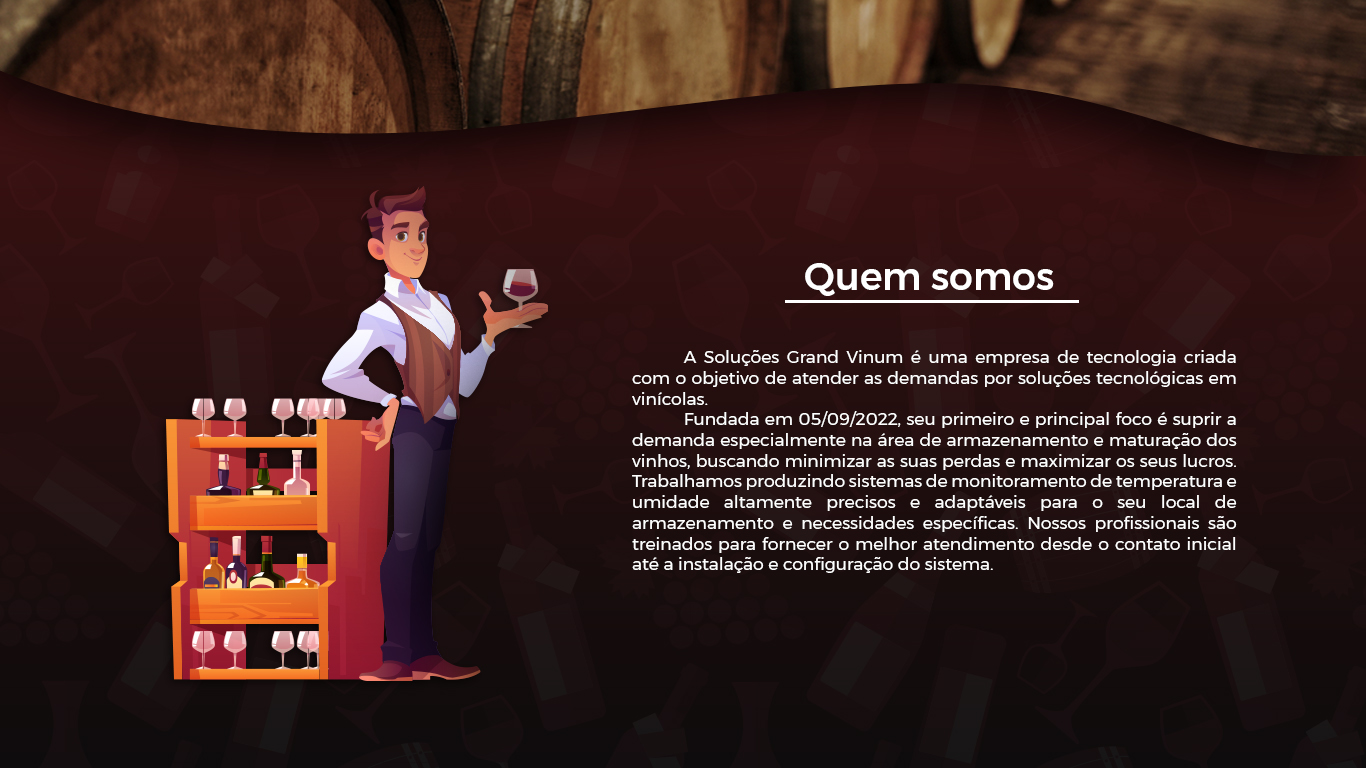 Quem somos
A Soluções Grand Vinum é uma empresa de tecnologia criada
com o objetivo de atender as demandas por soluções tecnológicas em
vinícolas.
Fundada em 05/09/2022, seu primeiro e principal foco é suprir a
demanda especialmente na área de armazenamento e maturação dos
vinhos, buscando minimizar as suas perdas e maximizar os seus lucros.
Trabalhamos produzindo sistemas de monitoramento de temperatura e
umidade altamente precisos e adaptáveis para o seu local de
armazenamento e necessidades específicas. Nossos profissionais são
treinados para fornecer o melhor atendimento desde o contato inicial
até a instalação e configuração do sistema.